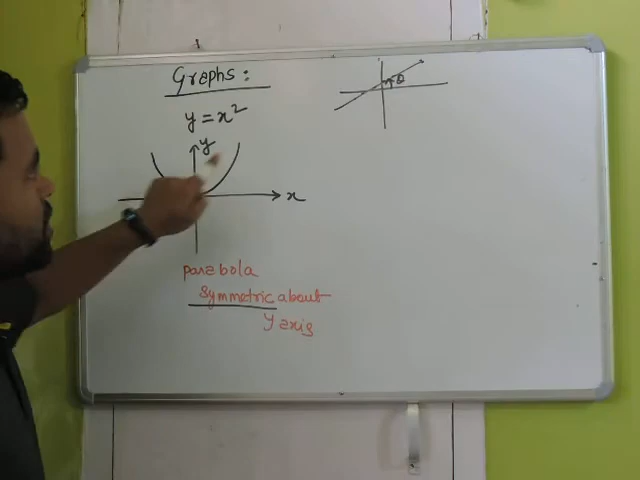 Graphs:
θ
y = x²
y
x
parabola
symmetric about
y axis